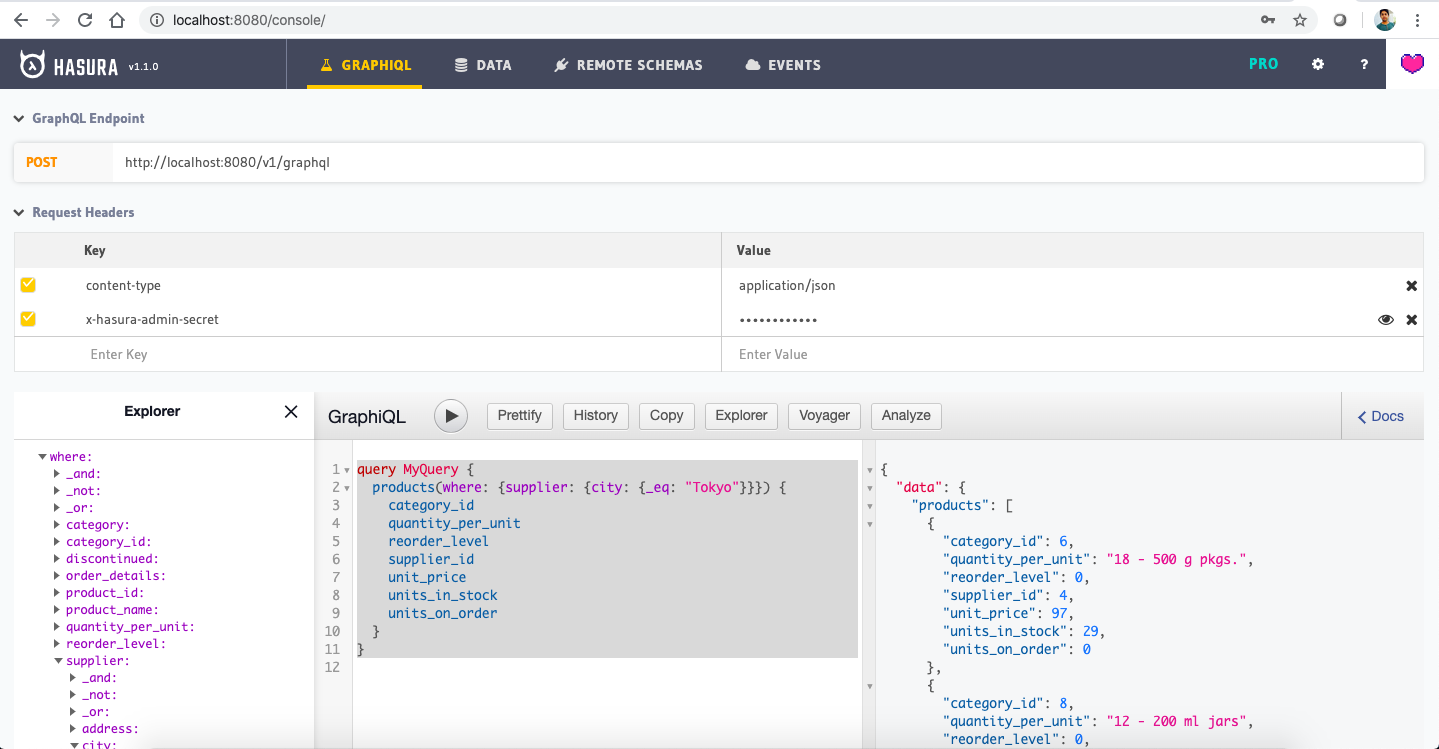 localhost:8080/console/
HASURA v1.1.0 GRAPHIQL DATA REMOTE SCHEMAS EVENTS PRO ?
GraphQL Endpoint
POST http://localhost:8080/v1/graphql
Request Headers
Key Value
content-type application/json
x-hasura-admin-secret ••••••••••••
Enter Key Enter Value
Explorer
where:
_and:
_not:
_or:
category:
category_id:
discontinued:
order_details:
product_id:
product_name:
quantity_per_unit:
reorder_level:
supplier:
_and:
_not:
_or:
address:
city:
GraphiQL Prettify History Copy Explorer Voyager Analyze Docs
1 query MyQuery {
2 products(where: {supplier: {city: {_eq: "Tokyo"}}}) {
3 category_id
4 quantity_per_unit
5 reorder_level
6 supplier_id
7 unit_price
8 units_in_stock
9 units_on_order
10 }
11 }
12
{
"data": {
"products": [
{
"category_id": 6,
"quantity_per_unit": "18 - 500 g pkgs.",
"reorder_level": 0,
"supplier_id": 4,
"unit_price": 97,
"units_in_stock": 29,
"units_on_order": 0
},
{
"category_id": 8,
"quantity_per_unit": "12 - 200 ml jars",
"reorder_level": 0,